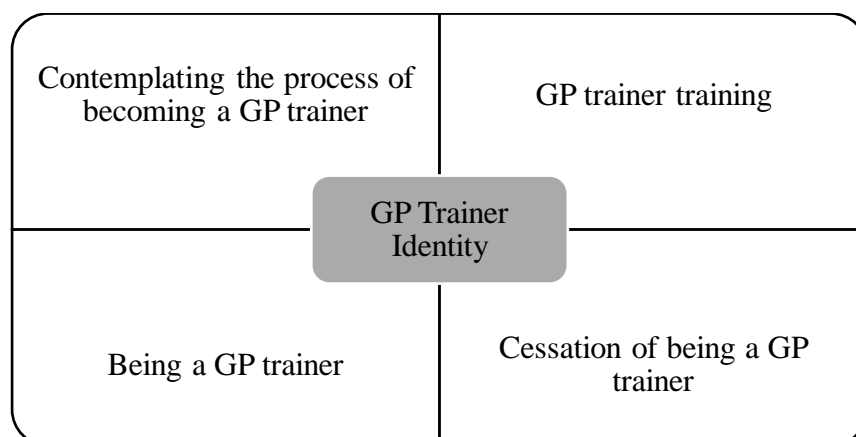 Contemplating the process of
becoming a GP trainer
GP trainer training
GP Trainer
Identity
Being a GP trainer
Cessation of being a GP
trainer